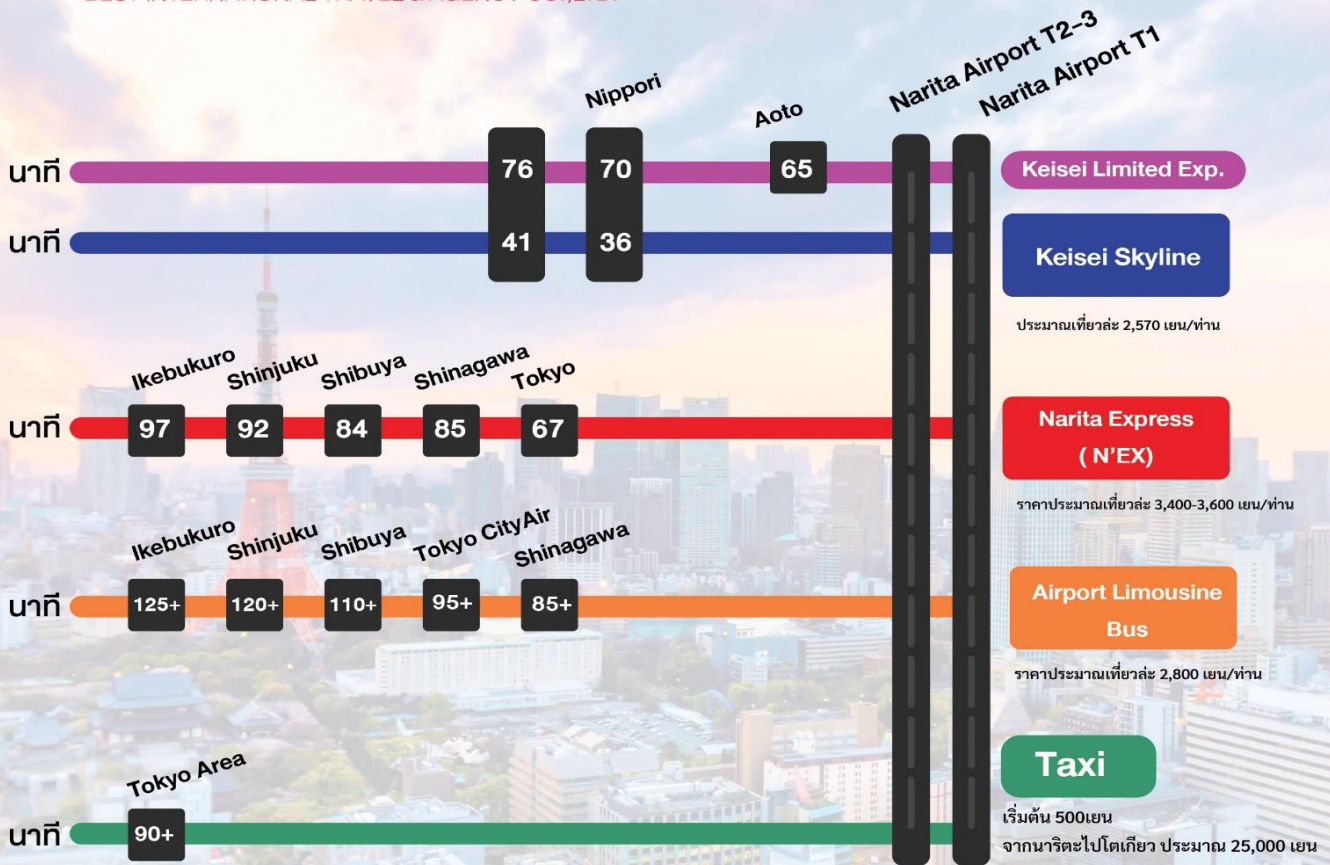 Nippori
Aoto
Narita Airport T2-3
Narita Airport T1
นาที
76
70
65
Keisei Limited Exp.
นาที
41
36
Keisei Skyline
ประมาณเที่ยวล่ะ 2,570 เยน/ท่าน
Ikebukuro
Shinjuku
Shibuya
Shinagawa
Tokyo
นาที
97
92
84
85
67
Narita Express
( N'EX)
ราคาประมาณเที่ยวล่ะ 3,400-3,600 เยน/ท่าน
Ikebukuro
Shinjuku
Shibuya
Tokyo CityAir
Shinagawa
นาที
125+
120+
110+
95+
85+
Airport Limousine
Bus
ราคาประมาณเที่ยวล่ะ 2,800 เยน/ท่าน
Tokyo Area
นาที
90+
Taxi
เริ่มต้น 500เยน
จากนาริตะไปโตเกียว ประมาณ 25,000 เยน